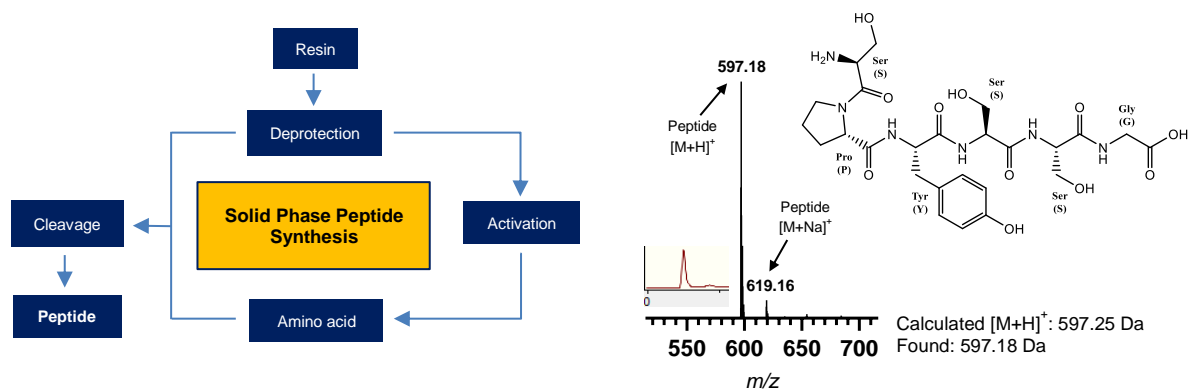 Resin
Deprotection
Solid Phase Peptide
Synthesis
Cleavage
Activation
Peptide
Amino acid
597.18
Peptide
[M+H]+
Peptide
[M+Na]+
619.16
0
550 600 650 700
m/z
HO
H2N
Ser
(S)
O
N
Pro
(P)
O
H
N
Tyr
(Y)
OH
O
N
H
HO
Ser
(S)
O
H
N
Ser
(S)
OH
O
N
H
Gly
(G)
O
OH
Calculated [M+H]+: 597.25 Da
Found: 597.18 Da